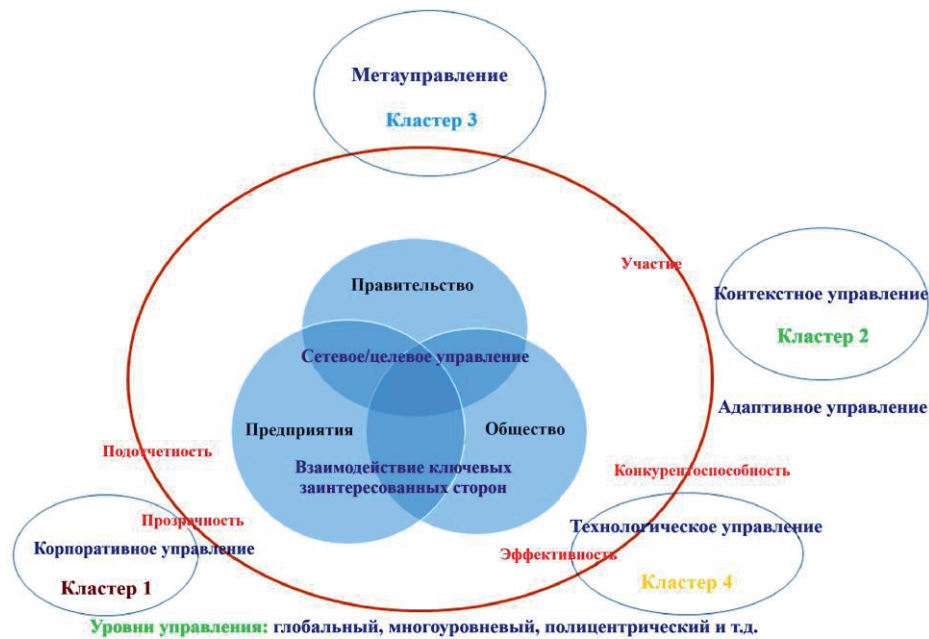 Метауправление
Кластер 3
Участие
Правительство
Контекстное управление
Кластер 2
Сетевое/целевое управление
Адаптивное управление
Предприятия
Общество
Подотчетность
Взаимодействие ключевых
заинтересованных сторон
Конкурентоспособность
Прозрачность
Технологическое управление
Корпоративное управление
Эффективность
Кластер 1
Кластер 4
Уровни управления: глобальный, многоуровневый, полицентрический и т.д.